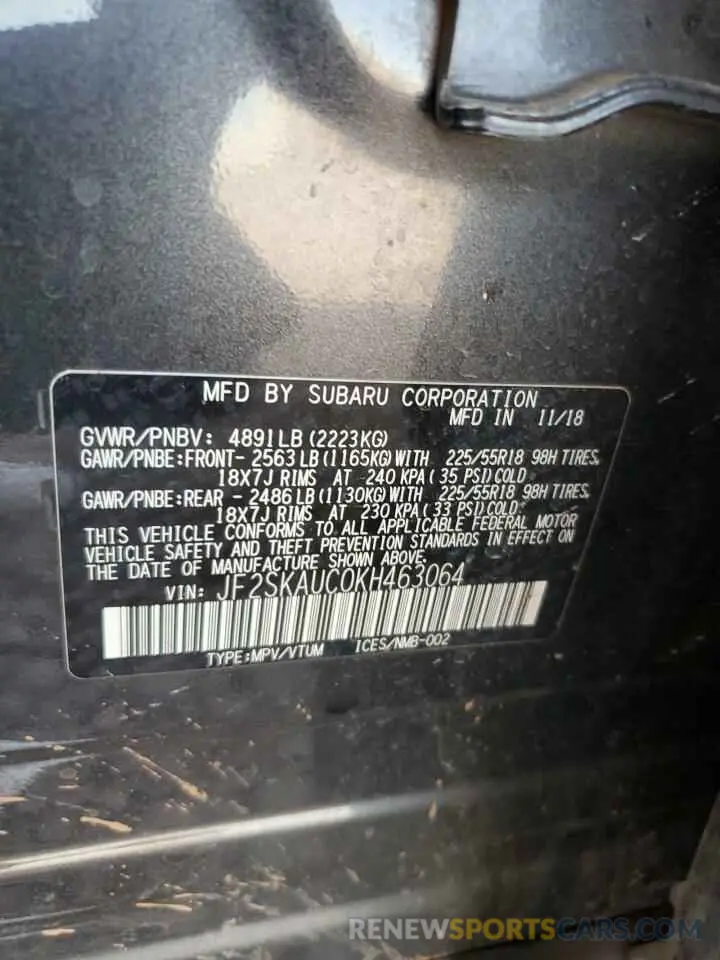 MFD BY SUBARU CORPORATION
MFD IN 11/18
GVWR/PNBV: 4891LB(2223KG)
GAWR/PNBE:FRONT- 2563LB(1165KG)WITH 225/55R18 98H TIRES,
18X7J RIMS AT 240 KPA(35 PSI)COLD
GAWR/PNBE:REAR - 2486LB(1130KG)WITH 225/55R18 98H TIRES,
18X7J RIMS AT 230 KPA(33 PSI)COLD
THIS VEHICLE CONFORMS TO ALL APPLICABLE FEDERAL MOTOR
VEHICLE SAFETY AND THEFT PREVENTION STANDARDS IN EFFECT ON
THE DATE OF MANUFACTURE SHOWN ABOVE.
VIN: JF2SKAUC0KH463064
TYPE:MPV/VTUM ICES/NMB-002
RENEWSPORTSCARS.COM